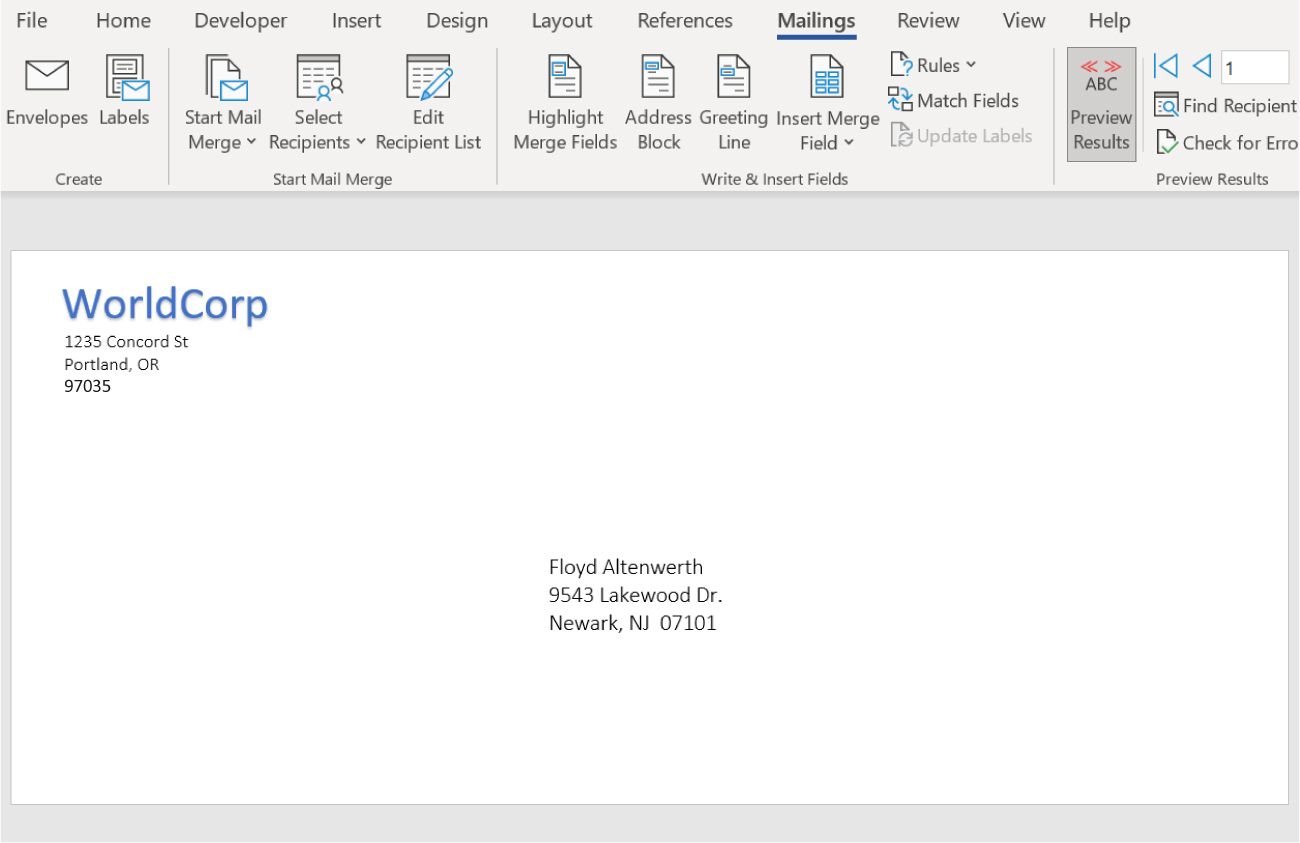 File Home Developer Insert Design Layout References Mailings Review View Help
Envelopes Labels
Start Mail Merge
Select Recipients
Edit Recipient List
Highlight Merge Fields
Address Block
Greeting Line
Insert Merge Field
Rules
Match Fields
Update Labels
ABC
Preview Results
1
Find Recipient
Check for Erro
Create
Start Mail Merge
Write & Insert Fields
Preview Results
WorldCorp
1235 Concord St
Portland, OR
97035
Floyd Altenwerth
9543 Lakewood Dr.
Newark, NJ 07101